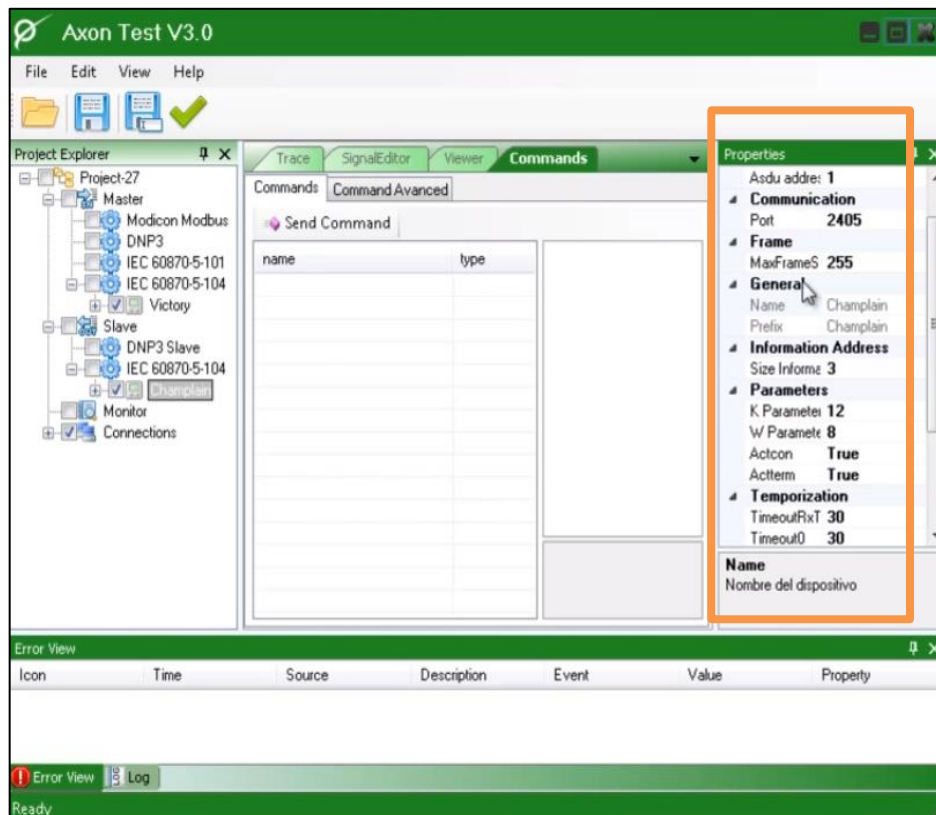 Axon Test V3.0
File Edit View Help
Project Explorer
Project-27
Master
Modicon Modbus
DNP3
IEC 60870-5-101
IEC 60870-5-104
Victory
Slave
DNP3 Slave
IEC 60870-5-104
Champlain
Monitor
Connections
Trace SignalEditor Viewer Commands
Commands Command Avanced
Send Command
name type
Properties
Asdu addre: 1
Communication
Port 2405
Frame
MaxFrameS 255
General
Name Champlain
Prefix Champlain
Information Address
Size Informa 3
Parameters
K Parameter 12
W Paramete 8
Actcon True
Actterm True
Temporization
TimeoutRxT 30
Timeout0 30
Name
Nombre del dispositivo
Error View
Icon Time Source Description Event Value Property
Error View LOG Log
Ready